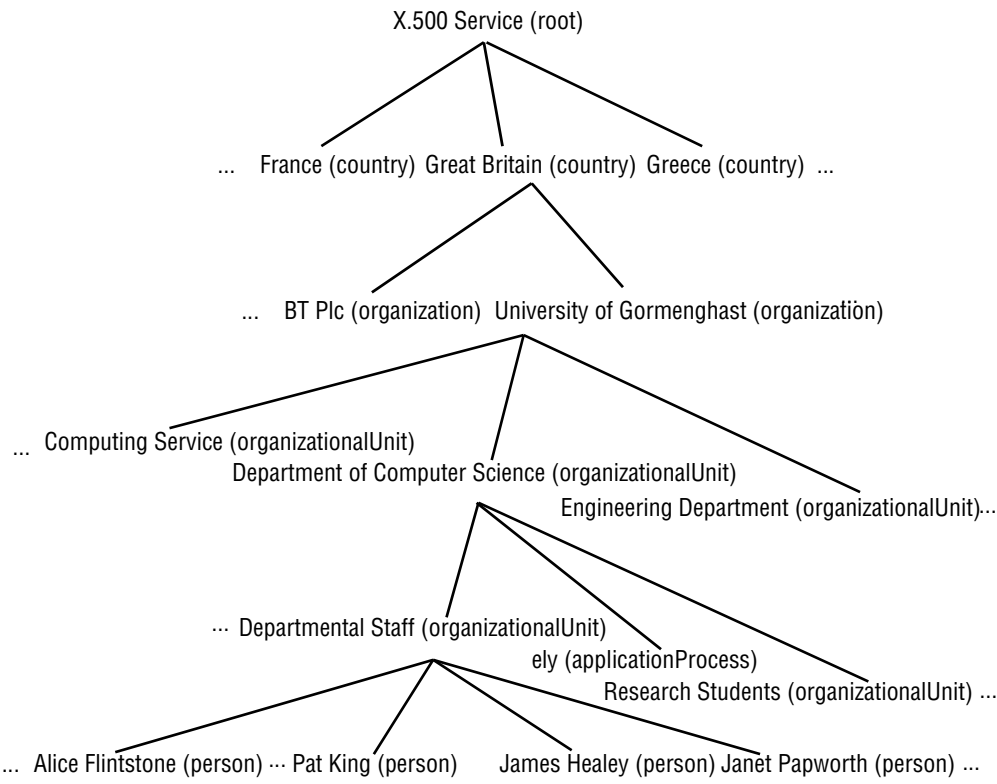 X.500 Service (root)
... France (country) Great Britain (country) Greece (country) ...
... BT Plc (organization) University of Gormenghast (organization) ...
... Computing Service (organizationalUnit)
Department of Computer Science (organizationalUnit)
Engineering Department (organizationalUnit) ...
... Departmental Staff (organizationalUnit)
ely (applicationProcess)
Research Students (organizationalUnit) ...
... Alice Flintstone (person) ... Pat King (person) James Healey (person) Janet Papworth (person) ...